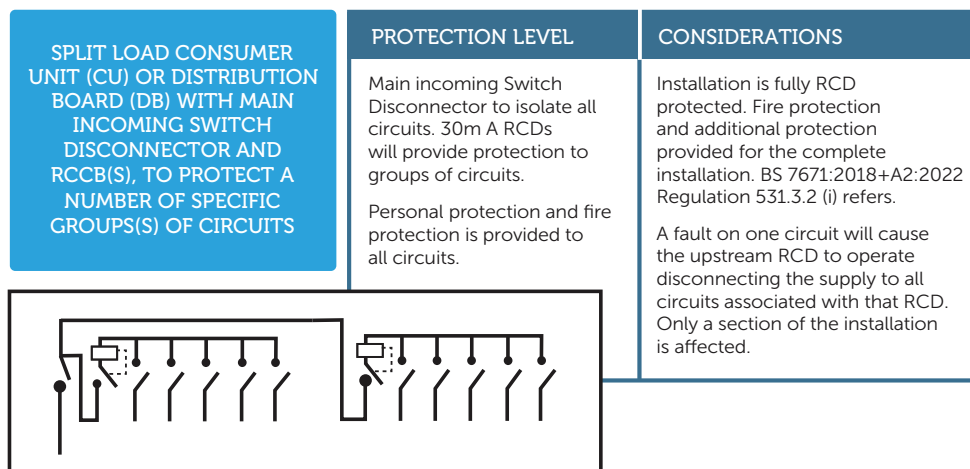 SPLIT LOAD CONSUMER
UNIT (CU) OR DISTRIBUTION
BOARD (DB) WITH MAIN
INCOMING SWITCH
DISCONNECTOR AND
RCCB(S), TO PROTECT A
NUMBER OF SPECIFIC
GROUPS(S) OF CIRCUITS
PROTECTION LEVEL
Main incoming Switch
Disconnector to isolate all
circuits. 30m A RCDs
will provide protection to
groups of circuits.
Personal protection and fire
protection is provided to
all circuits.
CONSIDERATIONS
Installation is fully RCD
protected. Fire protection
and additional protection
provided for the complete
installation. BS 7671:2018+A2:2022
Regulation 531.3.2 (i) refers.
A fault on one circuit will cause
the upstream RCD to operate
disconnecting the supply to all
circuits associated with that RCD.
Only a section of the installation
is affected.